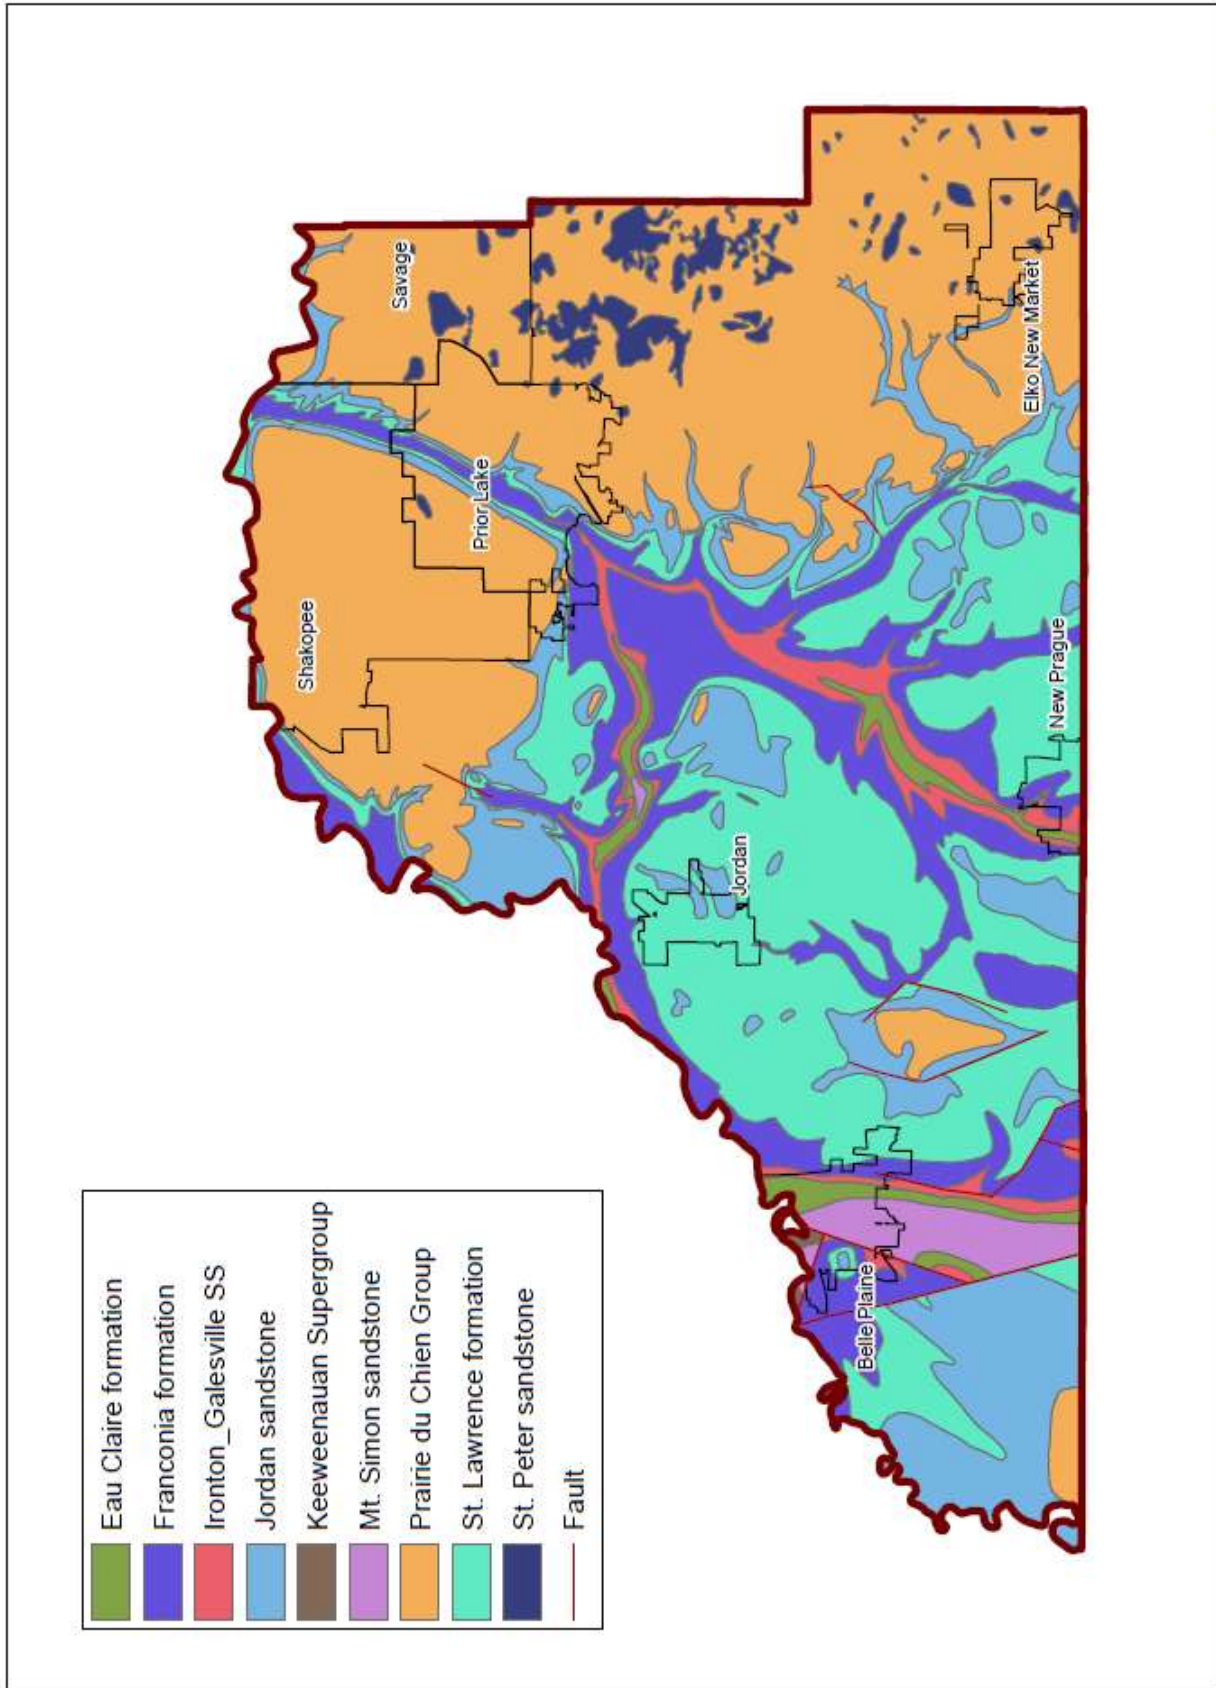 Eau Claire formation
Franconia formation
Ironton_Galesville SS
Jordan sandstone
Keeweenauan Supergroup
Mt. Simon sandstone
Prairie du Chien Group
St. Lawrence formation
St. Peter sandstone
Fault
Shakopee
Savage
Prior Lake
Jordan
Belle Plaine
New Prague
Elko New Market